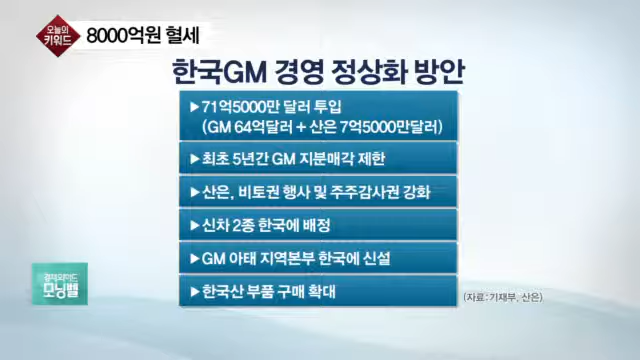 오늘의
키워드
8000억원 혈세
한국GM 경영 정상화 방안
▶71억5000만 달러 투입
(GM 64억달러 + 산은 7억5000만달러)
▶최초 5년간 GM 지분매각 제한
▶산은, 비토권 행사 및 주주감사권 강화
▶신차 2종 한국에 배정
▶GM 아태 지역본부 한국에 신설
▶한국산 부품 구매 확대
(자료:기재부, 산은)
경제와이드
모닝벨